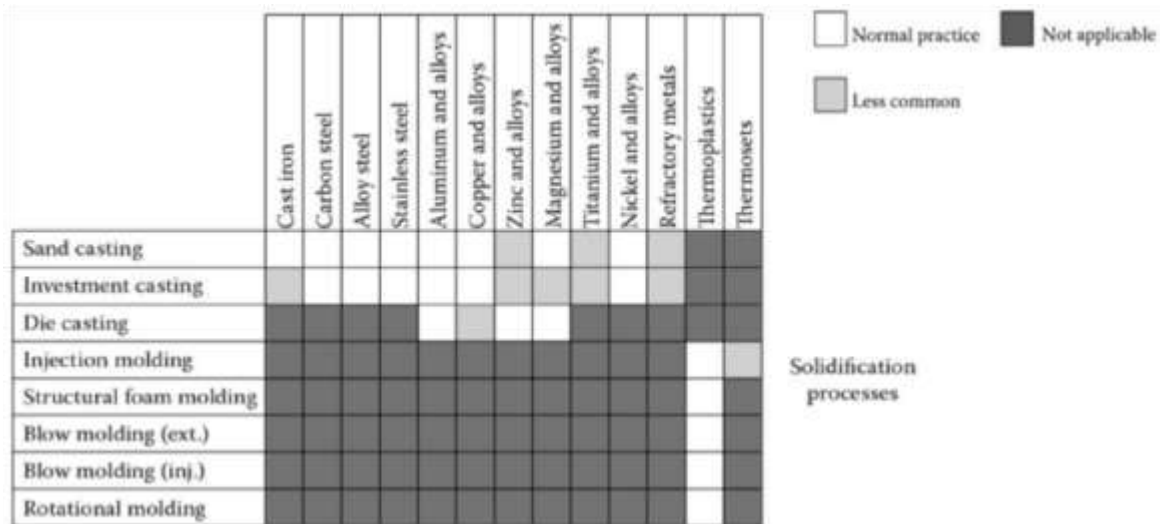 Normal practice
Not applicable
Less common
Cast iron
Carbon steel
Alloy steel
Stainless steel
Aluminum and alloys
Copper and alloys
Zinc and alloys
Magnesium and alloys
Titanium and alloys
Nickel and alloys
Refractory metals
Thermoplastics
Thermosets
Sand casting
Investment casting
Die casting
Injection molding
Structural foam molding
Blow molding (ext.)
Blow molding (inj.)
Rotational molding
Solidification
processes